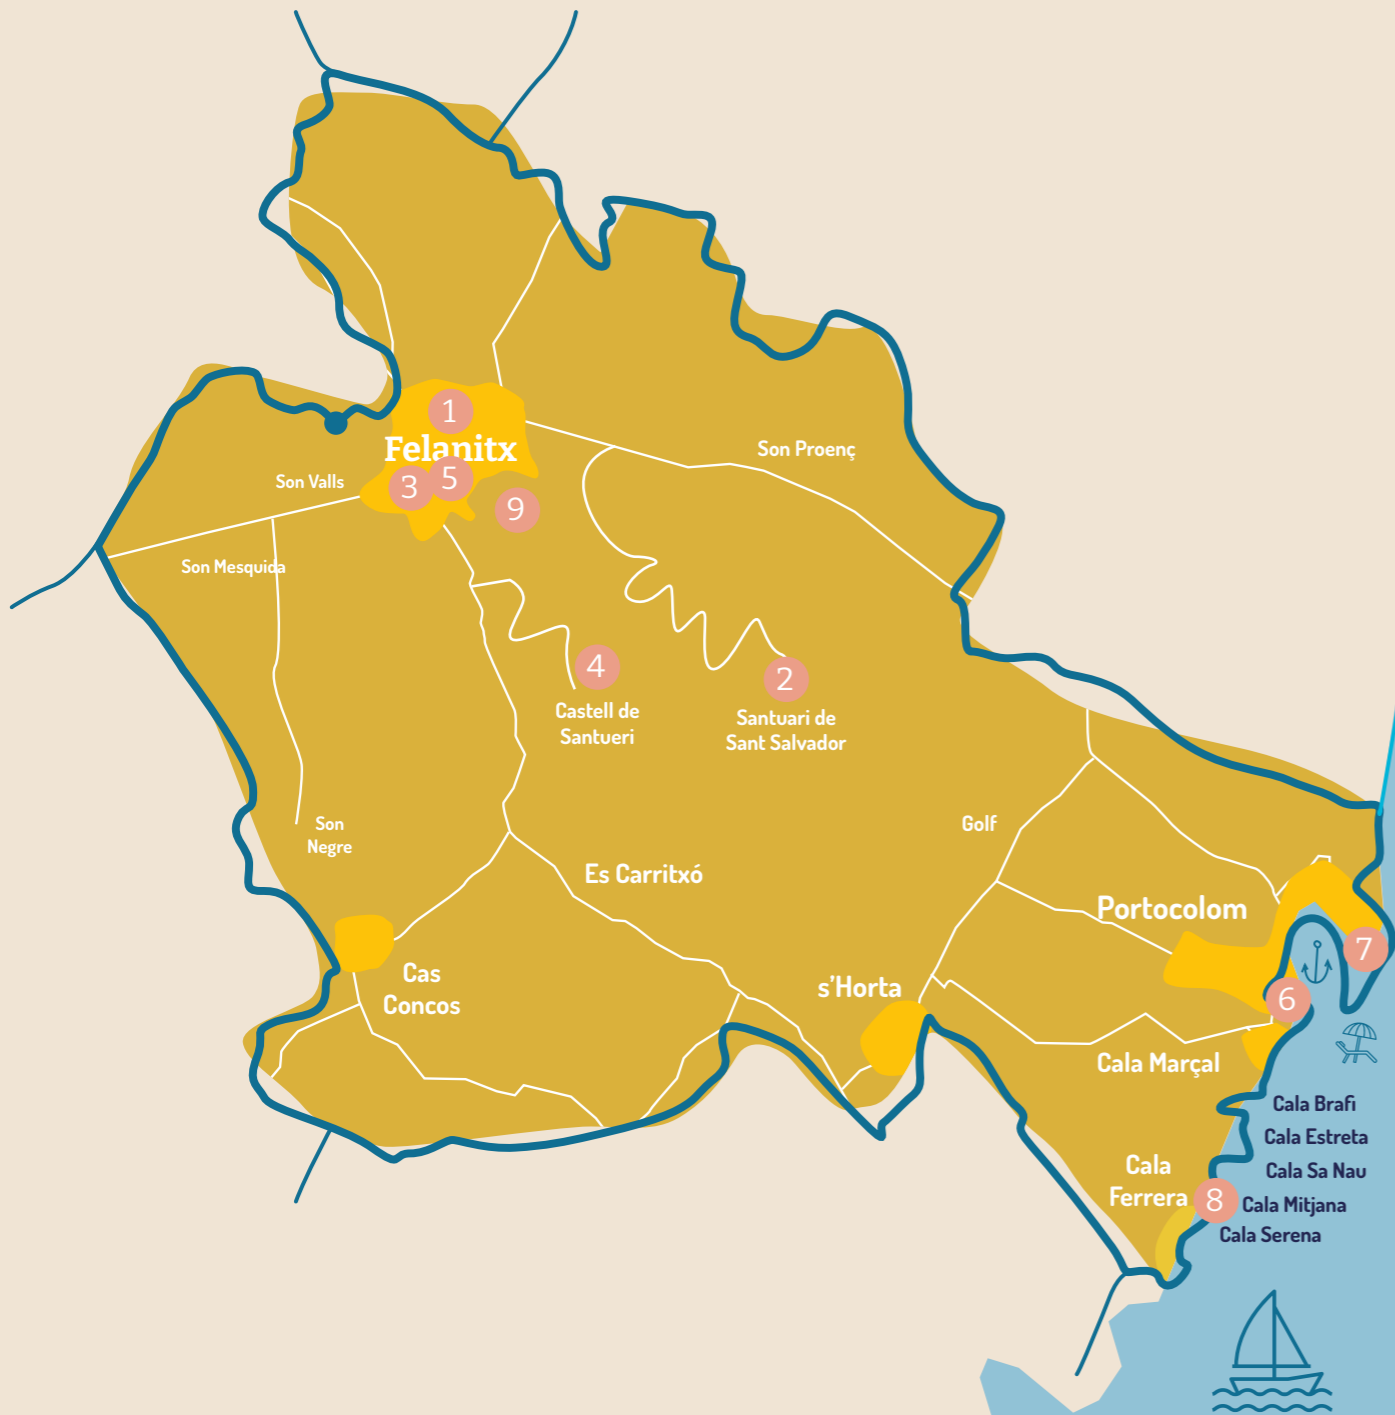 1
Felanitx
Son Proenç
5
Son Valls
3
9
Son Mesquida
4
2
Castell de
Santueri
Santuari de
Sant Salvador
Son
Negre
Golf
Es Carritxó
Portocolom
7
Cas
Concos
s'Horta
6
Cala Marçal
Cala Brafi
Cala Estreta
Cala
Ferrera
Cala Sa Nau
8
Cala Mitjana
Cala Serena